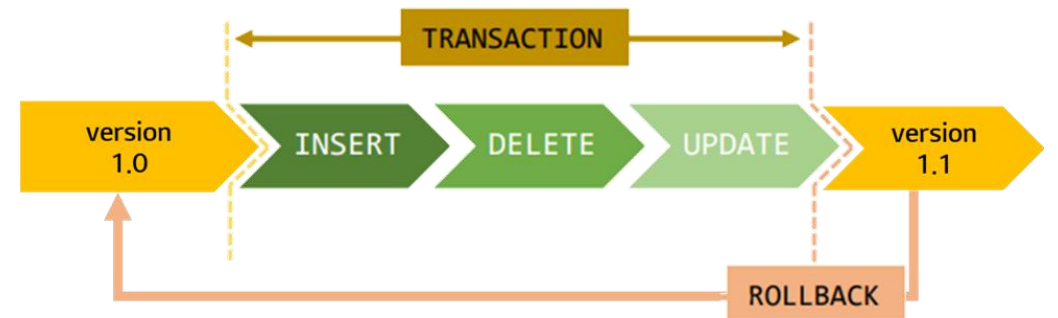 TRANSACTION
version
1.0
INSERT
DELETE
UPDATE
version
1.1
ROLLBACK